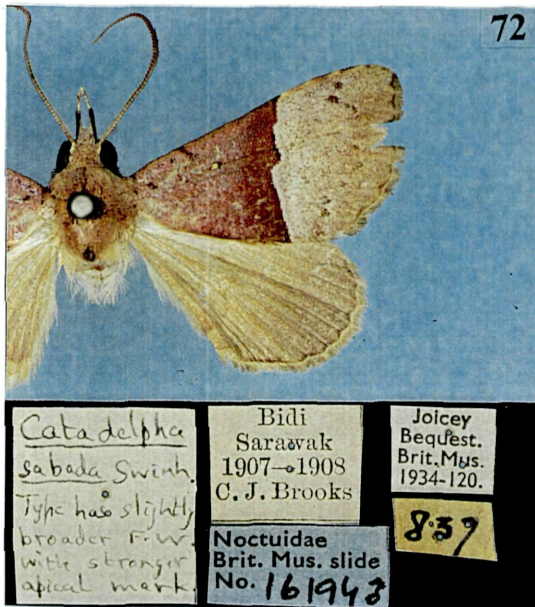 72
Catadelpha
sabada Swinh.
Type has slightly
broader F.W.
with stronger
apical mark.
Bidi
Sarawak
1907–1908
C. J. Brooks
Noctuidae
Brit. Mus. slide
No. 161943
Joicey
Bequest.
Brit. Mus.
1934-120.
839